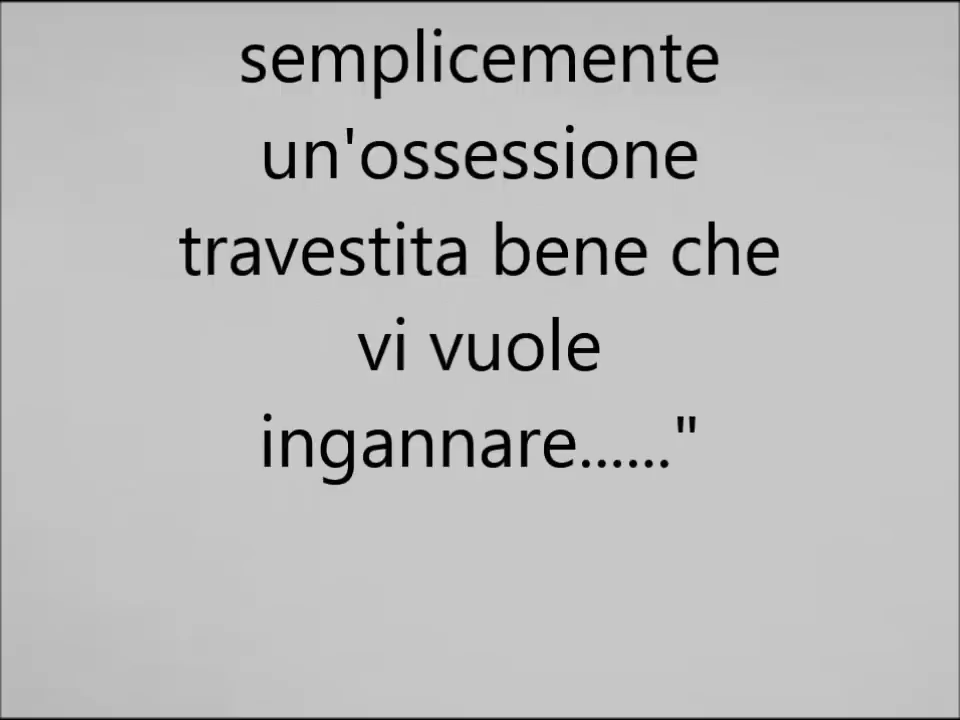 semplicemente
un'ossessione
travestita bene che
vi vuole
ingannare......"